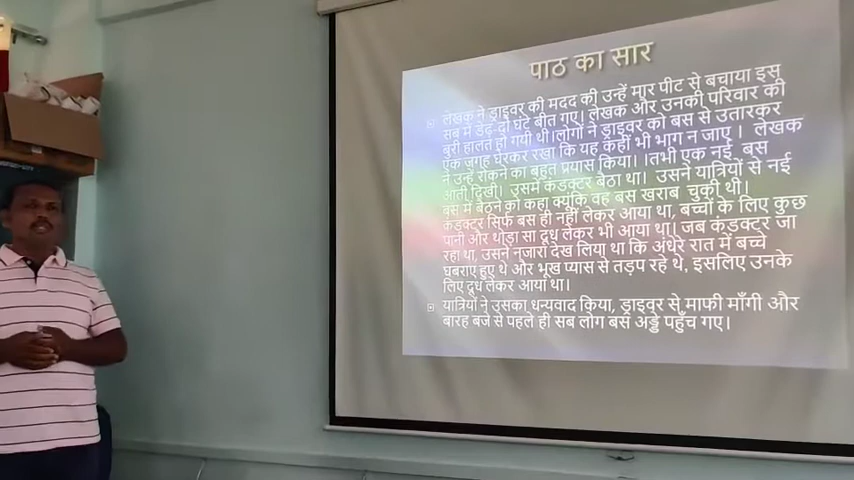 पाठ का सार
लेखक ने ड्राइवर की मदद की उन्हें मार पीट से बचाया इस
सब में डेढ़-दो घंटे बीत गए। लेखक और उनकी परिवार की
बुरी हालत हो गयी थी।लोगों ने ड्राइवर को बस से उतारकर
एक जगह घेरकर रखा कि यह कहीं भी भाग न जाए । लेखक
ने उन्हें रोकने का बहुत प्रयास किया। तभी एक नई बस
आती दिखी। उसमें कंडक्टर बैठा था। उसने यात्रियों से नई
बस में बैठने को कहा क्योंकि वह बस खराब चुकी थी।
कंडक्टर सिर्फ बस ही नहीं लेकर आया था, बच्चों के लिए कुछ
पानी और थोड़ा सा दूध लेकर भी आया था। जब कंडक्टर जा
रहा था, उसने नजारा देख लिया था कि अंधेरे रात में बच्चे
घबराए हुए थे और भूख प्यास से तड़प रहे थे, इसलिए उनके
लिए दूध लेकर आया था।
यात्रियों ने उसका धन्यवाद किया, ड्राइवर से माफी माँगी और
बारह बजे से पहले ही सब लोग बस अड्डे पहुँच गए।